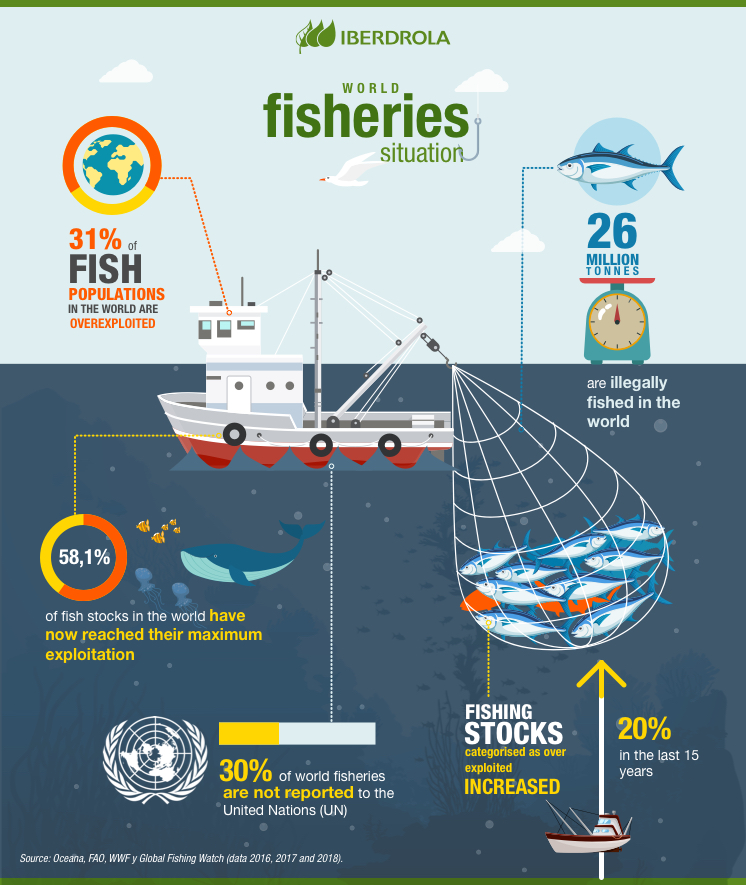 IBERDROLA
WORLD
fisheries
situation
31% of
FISH
POPULATIONS
IN THE WORLD ARE
OVEREXPLOITED
26
MILLION
TONNES
are illegally
fished in the
world
58,1%
of fish stocks in the world have
now reached their maximum
exploitation
30% of world fisheries
are not reported to the
United Nations (UN)
FISHING
STOCKS
categorised as over
exploited
INCREASED
20%
in the last 15
years
Source: Oceana, FAO, WWF y Global Fishing Watch (data 2016, 2017 and 2018).